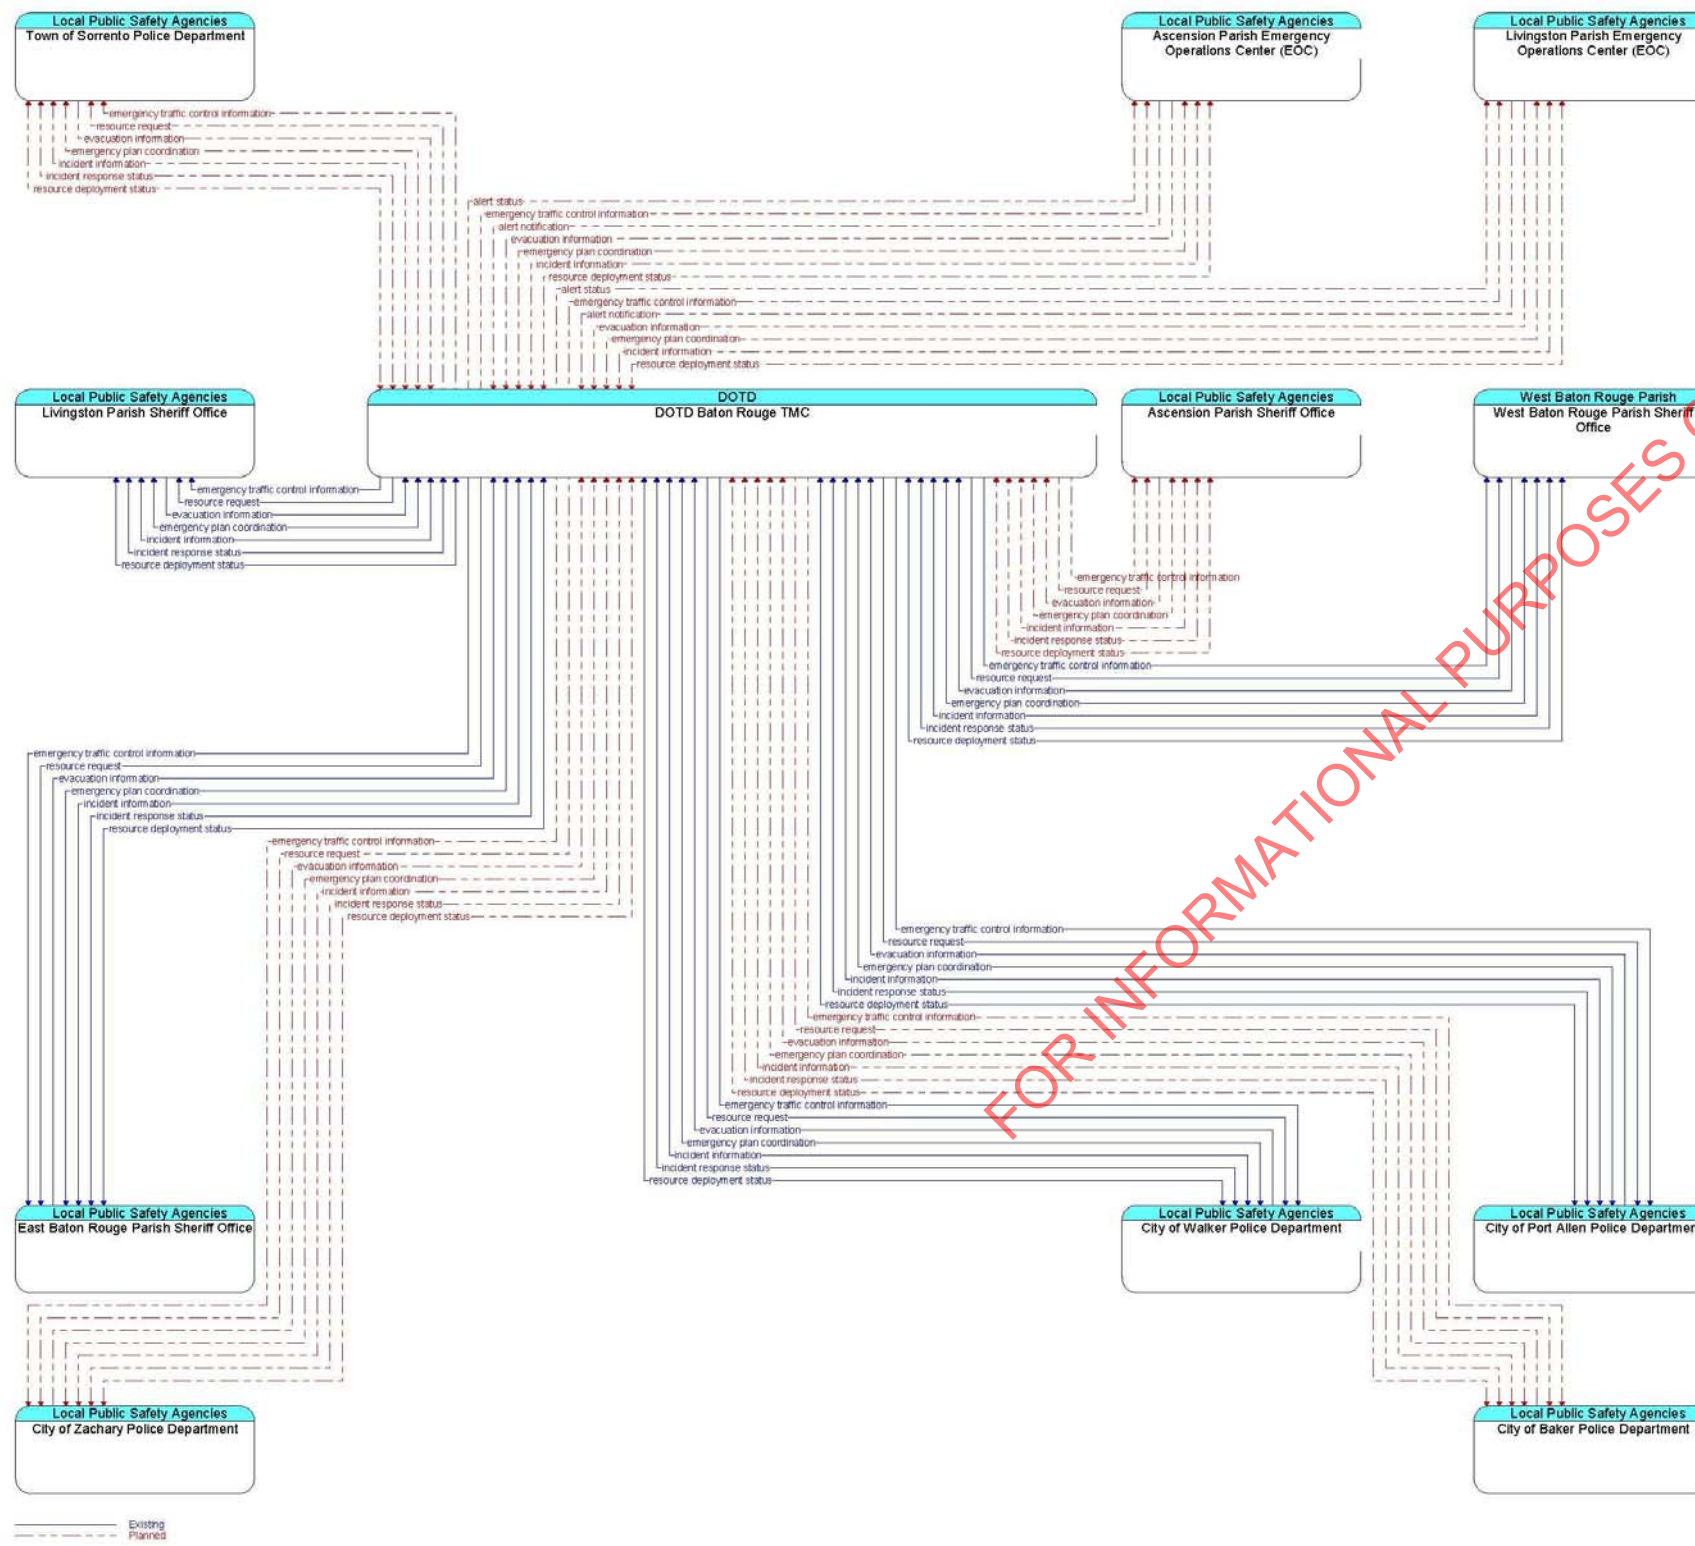 Local Public Safety Agencies
Town of Sorrento Police Department
Local Public Safety Agencies
Ascension Parish Emergency
Operations Center (EOC)
Local Public Safety Agencies
Livingston Parish Emergency
Operations Center (EOC)
emergency traffic control information
resource request
evacuation information
emergency plan coordination
incident information
incident response status
resource deployment status
alert status
emergency traffic control information
alert notification
evacuation information
emergency plan coordination
incident information
resource deployment status
alert status
emergency traffic control information
alert notification
evacuation information
emergency plan coordination
incident information
resource deployment status
Local Public Safety Agencies
Livingston Parish Sheriff Office
DOTD
DOTD Baton Rouge TMC
Local Public Safety Agencies
Ascension Parish Sheriff Office
West Baton Rouge Parish
West Baton Rouge Parish Sheriff
Office
emergency traffic control information
resource request
evacuation information
emergency plan coordination
incident information
incident response status
resource deployment status
emergency traffic control information
resource request
evacuation information
emergency plan coordination
incident information
incident response status
resource deployment status
emergency traffic control information
resource request
evacuation information
emergency plan coordination
incident information
incident response status
resource deployment status
emergency traffic control information
resource request
evacuation information
emergency plan coordination
incident information
incident response status
resource deployment status
emergency traffic control information
resource request
evacuation information
emergency plan coordination
incident information
incident response status
resource deployment status
emergency traffic control information
resource request
evacuation information
emergency plan coordination
incident information
incident response status
resource deployment status
emergency traffic control information
resource request
evacuation information
emergency plan coordination
incident information
incident response status
resource deployment status
emergency traffic control information
resource request
evacuation information
emergency plan coordination
incident information
incident response status
resource deployment status
FOR INFORMATIONAL PURPOSES
Local Public Safety Agencies
East Baton Rouge Parish Sheriff Office
Local Public Safety Agencies
City of Walker Police Department
Local Public Safety Agencies
City of Port Allen Police Departmen
Local Public Safety Agencies
City of Zachary Police Department
Local Public Safety Agencies
City of Baker Police Department
Existing
Planned